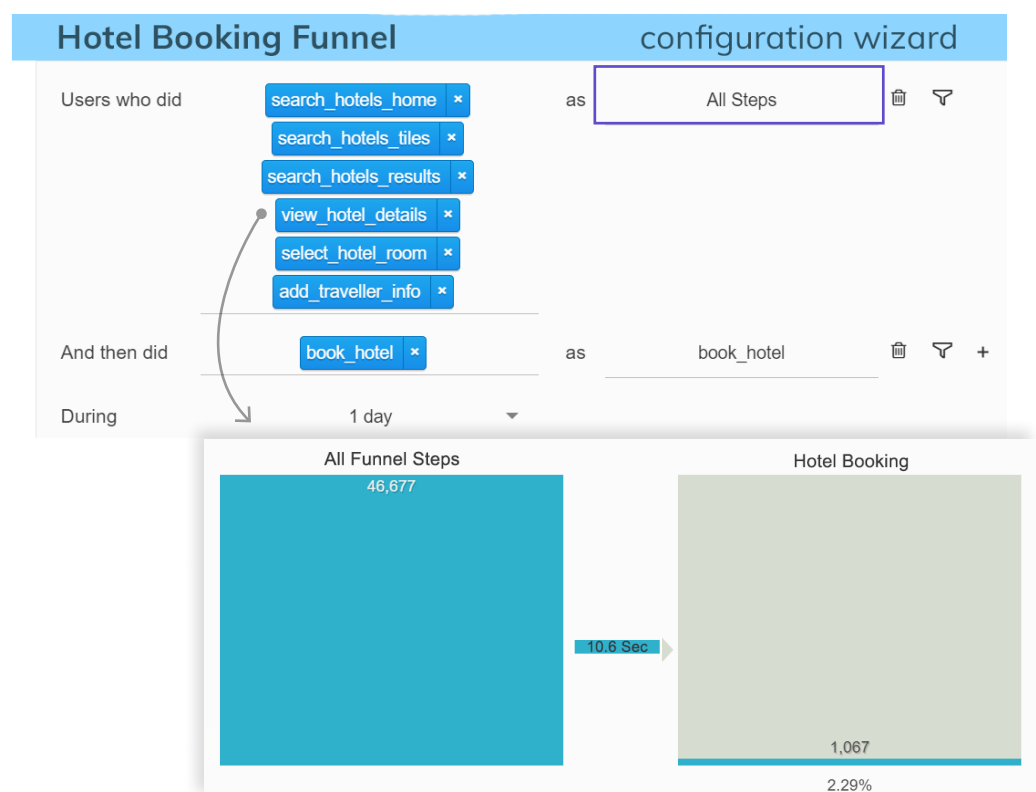 Hotel Booking Funnel configuration wizard
Users who did search_hotels_home × as All Steps
search_hotels_tiles ×
search_hotels_results ×
view_hotel_details ×
select_hotel_room ×
add_traveller_info ×
And then did book_hotel × as book_hotel +
During 1 day
All Funnel Steps Hotel Booking
46,677
10.6 Sec
1,067
2.29%